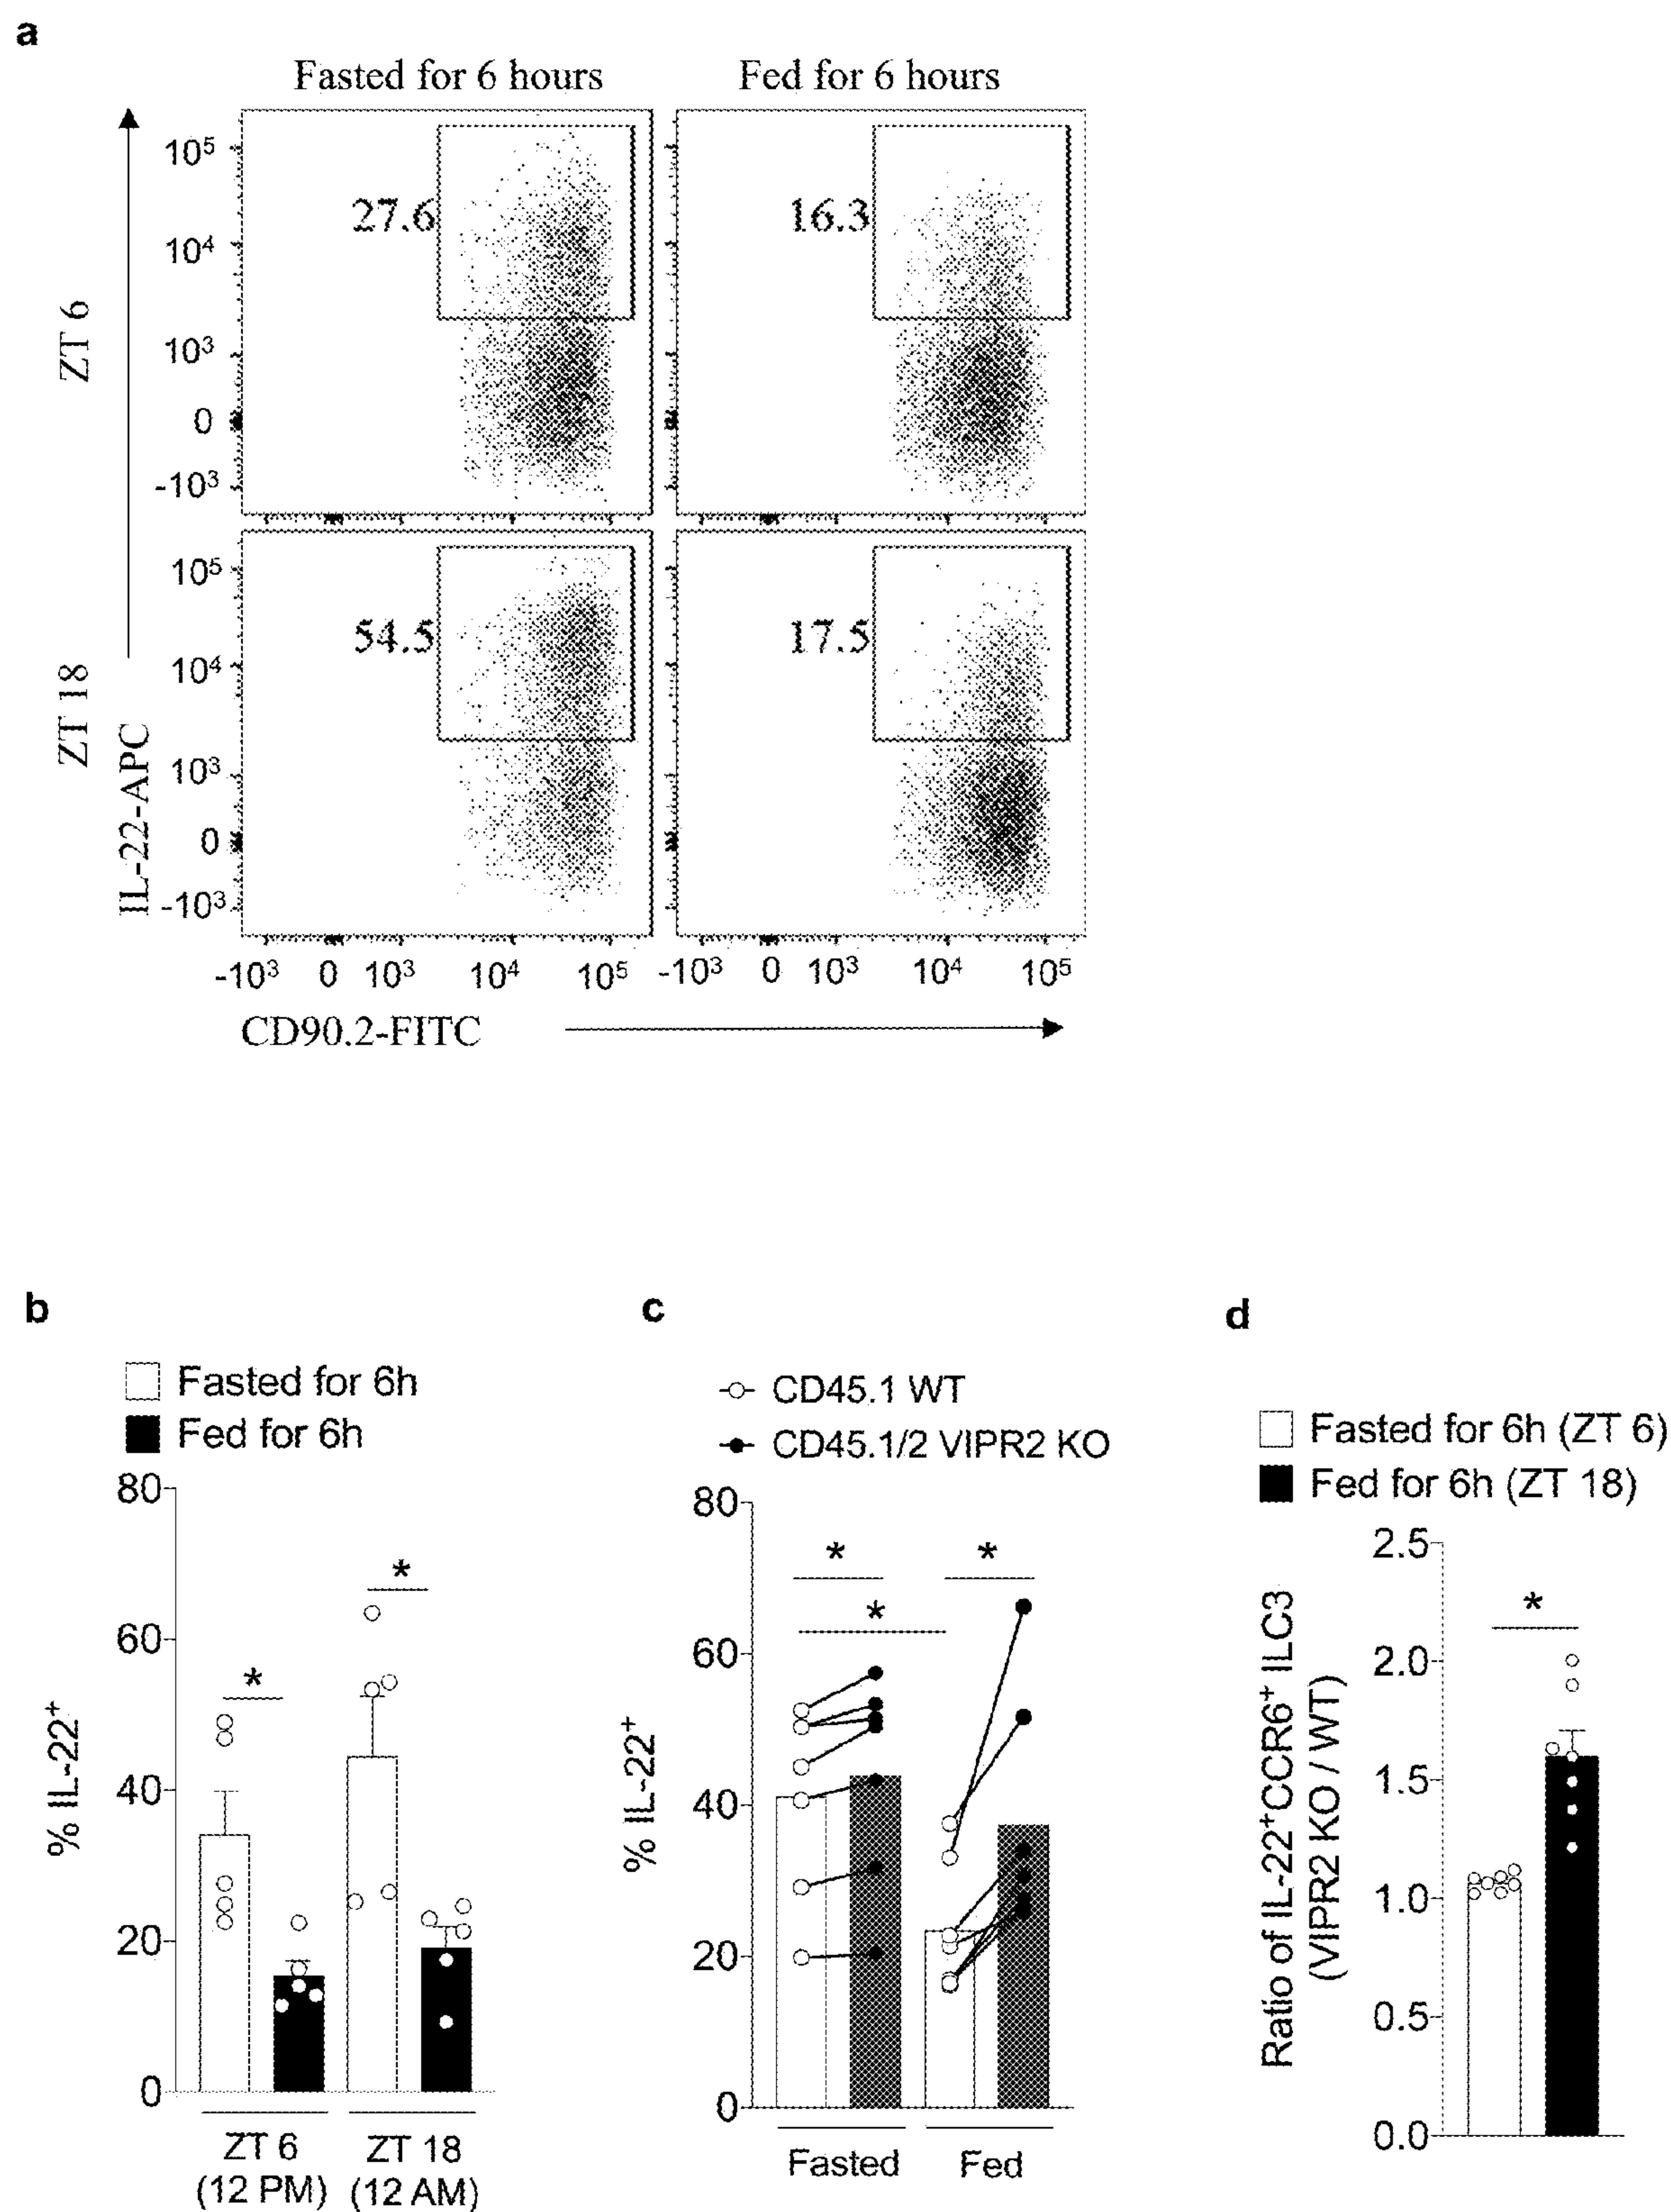 a
Fasted for 6 hours
Fed for 6 hours
ZT 6
10⁵
10⁴
10³
0
-10³
27.6
16.3
ZT 18
IL-22-APC
10⁵
10⁴
10³
0
-10³
54.5
17.5
-10³ 0 10³ 10⁴ 10⁵
-10³ 0 10³ 10⁴ 10⁵
CD90.2-FITC
b
Fasted for 6h
Fed for 6h
% IL-22⁺
80
60
40
20
0
*
*
ZT 6
(12 PM)
ZT 18
(12 AM)
c
CD45.1 WT
CD45.1/2 VIPR2 KO
% IL-22⁺
80
60
40
20
0
*
*
*
Fasted
Fed
d
Fasted for 6h (ZT 6)
Fed for 6h (ZT 18)
Ratio of IL-22⁺CCR6⁺ ILC3
(VIPR2 KO / WT)
2.5
2.0
1.5
1.0
0.5
0.0
*